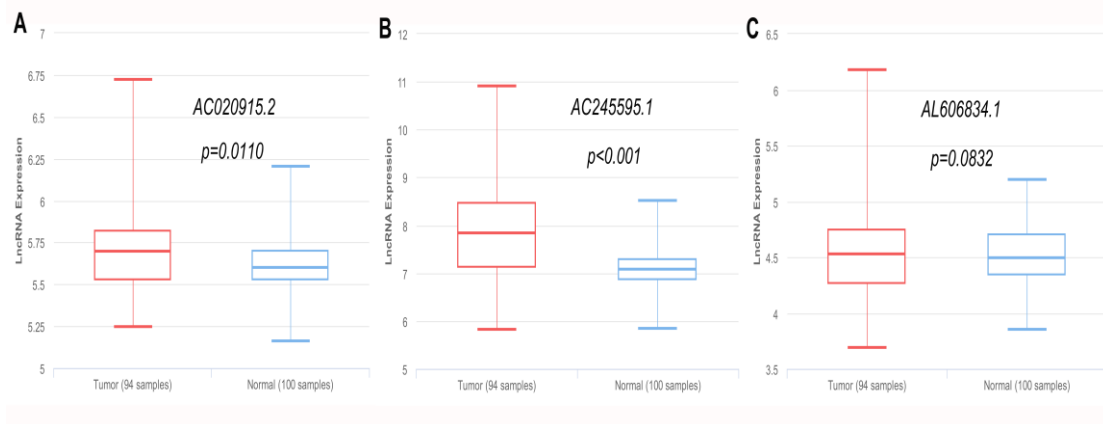 A
7
6.75
6.5
6.25
6
5.75
5.5
5.25
5
LncRNA Expression
AC020915.2
p=0.0110
Tumor (94 samples)
Normal (100 samples)
B
12
11
10
9
8
7
6
5
LncRNA Expression
AC245595.1
p<0.001
Tumor (94 samples)
Normal (100 samples)
C
6.5
6
5.5
5
4.5
4
3.5
LncRNA Expression
AL606834.1
p=0.0832
Tumor (94 samples)
Normal (100 samples)